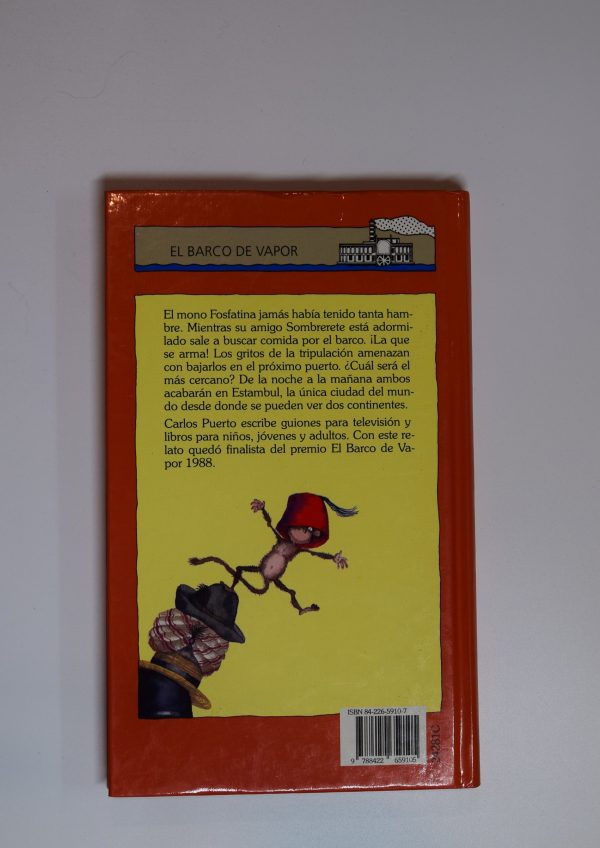 EL BARCO DE VAPOR
El mono Fosfatina jamás había tenido tanta ham-
bre. Mientras su amigo Sombrerete está adormi-
lado sale a buscar comida por el barco. ¡La que
se arma! Los gritos de la tripulación amenazan
con bajarlos en el próximo puerto. ¿Cuál será el
más cercano? De la noche a la mañana ambos
acabarán en Estambul, la única ciudad del mun-
do desde donde se pueden ver dos continentes.
Carlos Puerto escribe guiones para televisión y
libros para niños, jóvenes y adultos. Con este re-
lato quedó finalista del premio El Barco de Va-
por 1988.
ISBN 84-226-5910-7
9 788422 659105
24281C